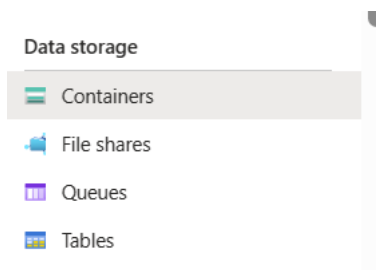 Data storage
Containers
File shares
Queues
Tables